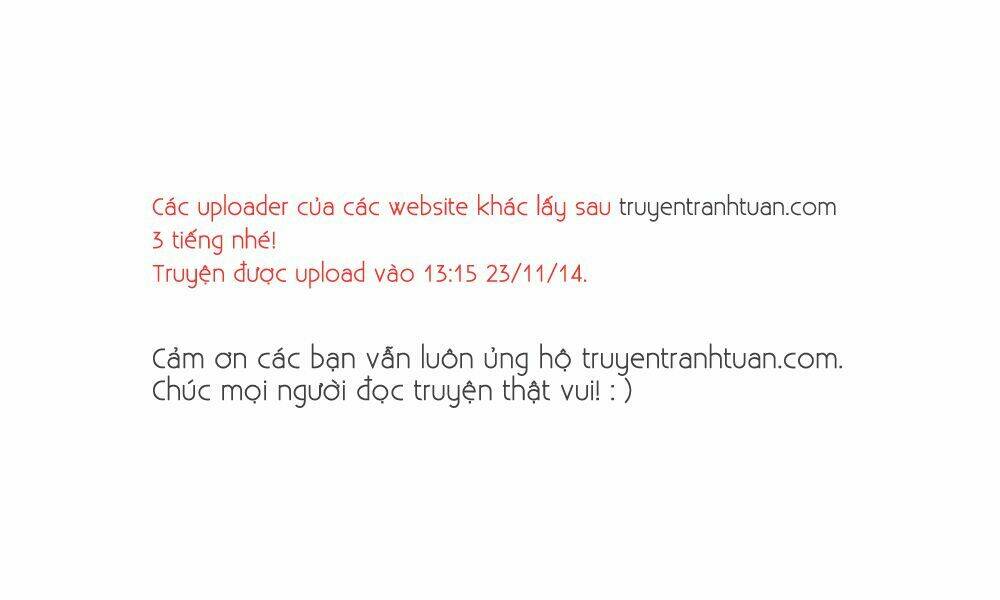 Các uploader của các website khác lấy sau truyentranhtuan.com
3 tiếng nhé!
Truyện được upload vào 13:15 23/11/14.
Cảm ơn các bạn vẫn luôn ủng hộ truyentranhtuan.com.
Chúc mọi người đọc truyện thật vui! : )